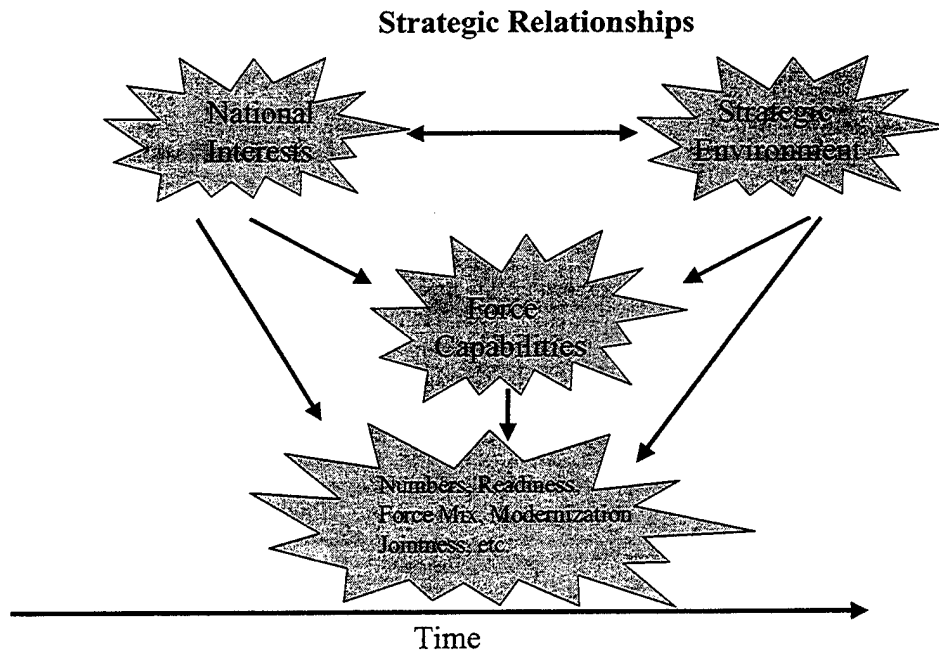 Strategic Relationships
National
Interests
Strategic
Environment
Force
Capabilities
Numbers, Readiness,
Force Mix, Modernization
Jointness, etc.
Time